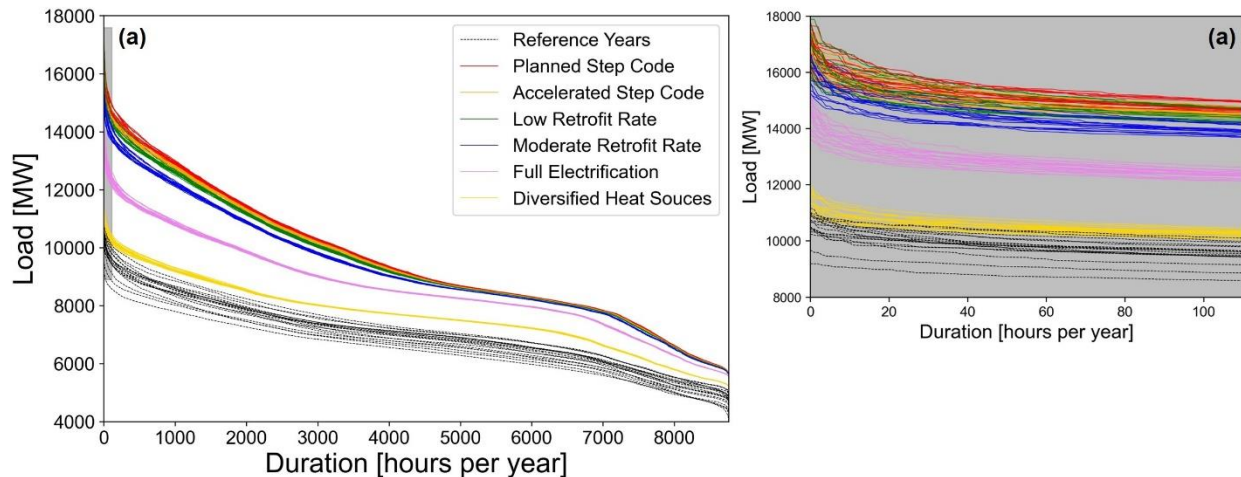 18000
16000
14000
12000
10000
8000
6000
4000
Load [MW]
(a)
Reference Years
Planned Step Code
Accelerated Step Code
Low Retrofit Rate
Moderate Retrofit Rate
Full Electrification
Diversified Heat Souces
0 1000 2000 3000 4000 5000 6000 7000 8000
Duration [hours per year]
18000
16000
14000
12000
10000
8000
Load [MW]
(a)
0 20 40 60 80 100
Duration [hours per year]